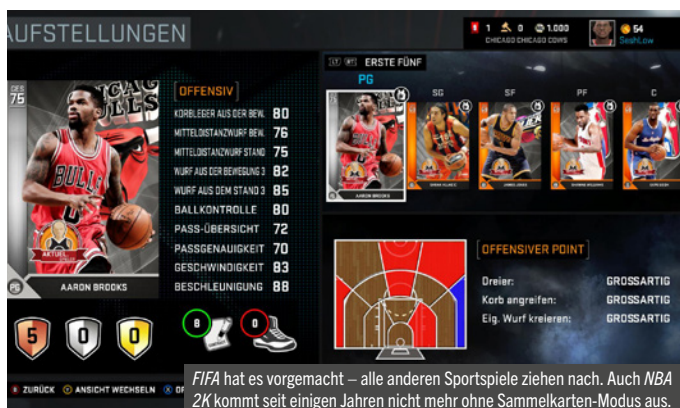 AUFSTELLUNGEN
1 0 1.000 54
CHICAGO CHICAGO COWS SeshLow
GES
75
BULLS
AKTUEL
PG AARON BROOKS
5 0 0
[OFFENSIV]
KORBLEGER AUS DER BEW. 80
MITTELDISTANZWURF BEW. 76
MITTELDISTANZWURF STAND 75
WURF AUS DER BEWEGUNG 3 82
WURF AUS DEM STAND 3 85
BALLKONTROLLE 80
PASS-ÜBERSICHT 72
PASSGENAUIGKEIT 70
GESCHWINDIGKEIT 83
BESCHLEUNIGUNG 88
8 0
LT RT ERSTE FÜNF
PG SG SF PF C
AARON BROOKS
[OFFENSIVER POINT]
Dreier: GROSSARTIG
Korb angreifen: GROSSARTIG
Eig. Wurf kreieren: GROSSARTIG
B ZURÜCK Y ANSICHT WECHSELN X
FIFA hat es vorgemacht – alle anderen Sportspiele ziehen nach. Auch NBA
2K kommt seit einigen Jahren nicht mehr ohne Sammelkarten-Modus aus.